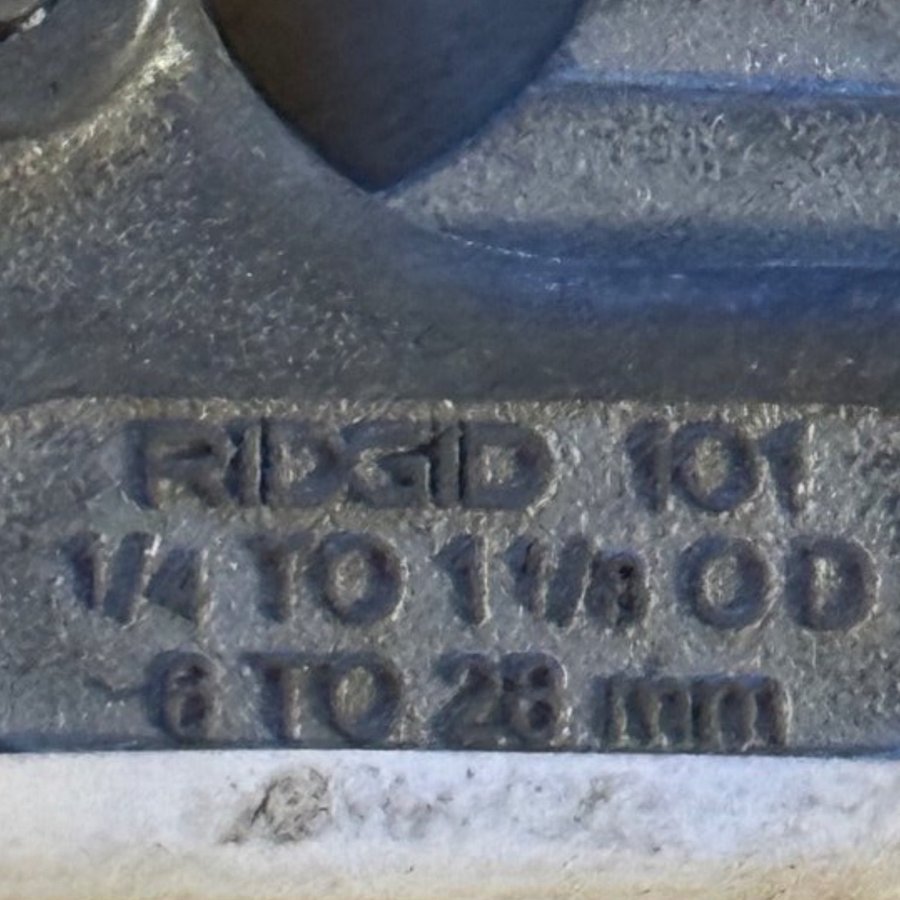 RIDGID 101
1/4 TO 1 1/8 OD
6 TO 28 mm